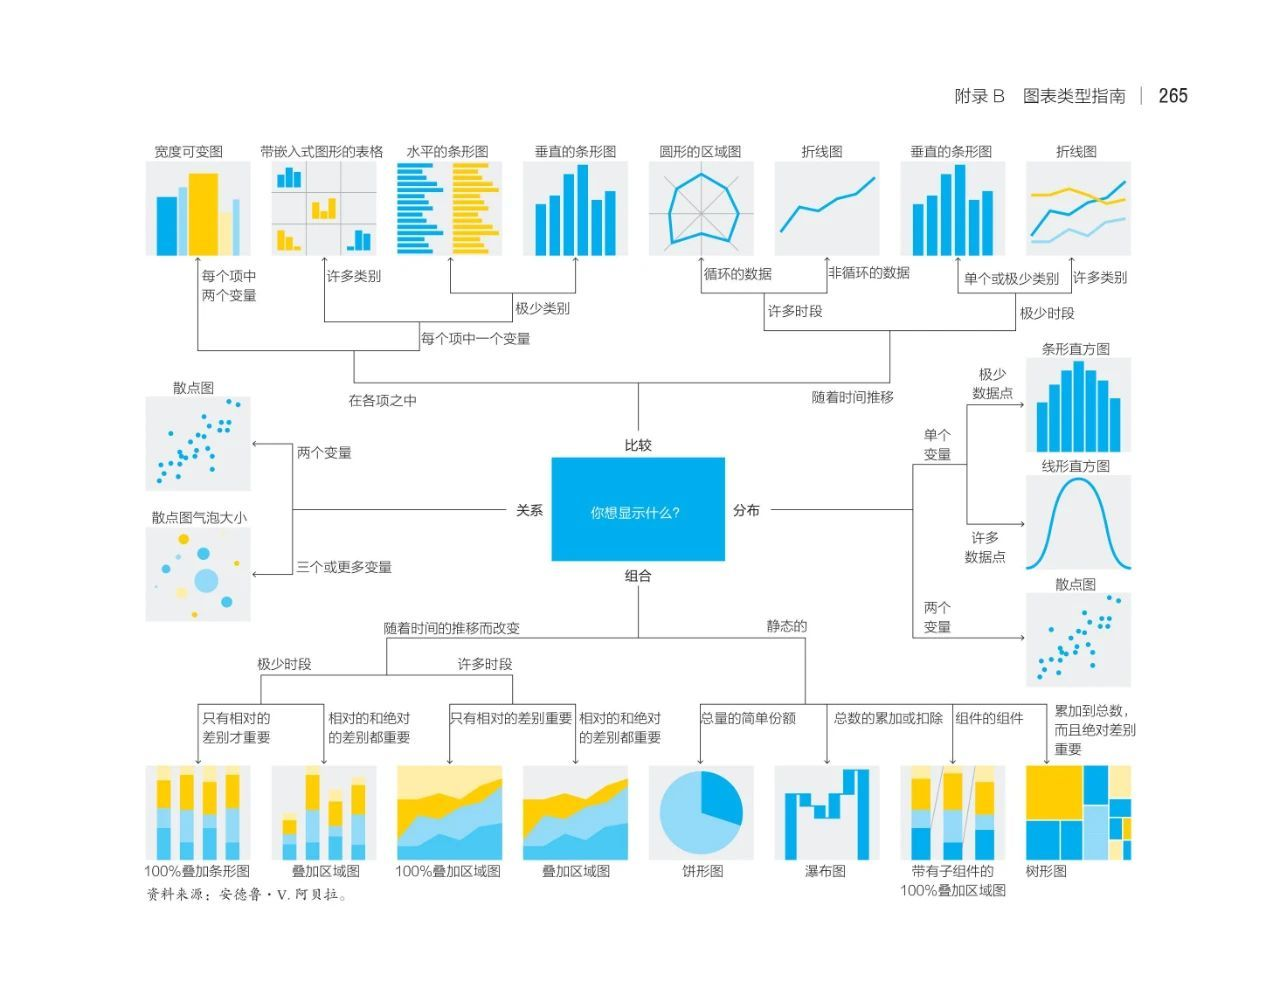 附录 B 图表类型指南 | 265
宽度可变图
带嵌入式图形的表格
水平的条形图
垂直的条形图
圆形的区域图
折线图
垂直的条形图
折线图
每个项中
两个变量
许多类别
极少类别
每个项中一个变量
循环的数据
非循环的数据
许多时段
单个或极少类别
许多类别
极少时段
在各项之中
随着时间推移
比较
散点图
两个变量
散点图气泡大小
三个或更多变量
关系
你想显示什么?
分布
单个
变量
极少
数据点
条形直方图
线形直方图
许多
数据点
两个
变量
散点图
组合
随着时间的推移而改变
静态的
极少时段
许多时段
只有相对的
差别才重要
相对的和绝对
的差别都重要
只有相对的差别重要
相对的和绝对
的差别都重要
总量的简单份额
总数的累加或扣除
组件的组件
累加到总数，
而且绝对差别
重要
100%叠加条形图
叠加区域图
100%叠加区域图
叠加区域图
饼形图
瀑布图
带有子组件的
100%叠加区域图
树形图
资料来源：安德鲁·V. 阿贝拉。